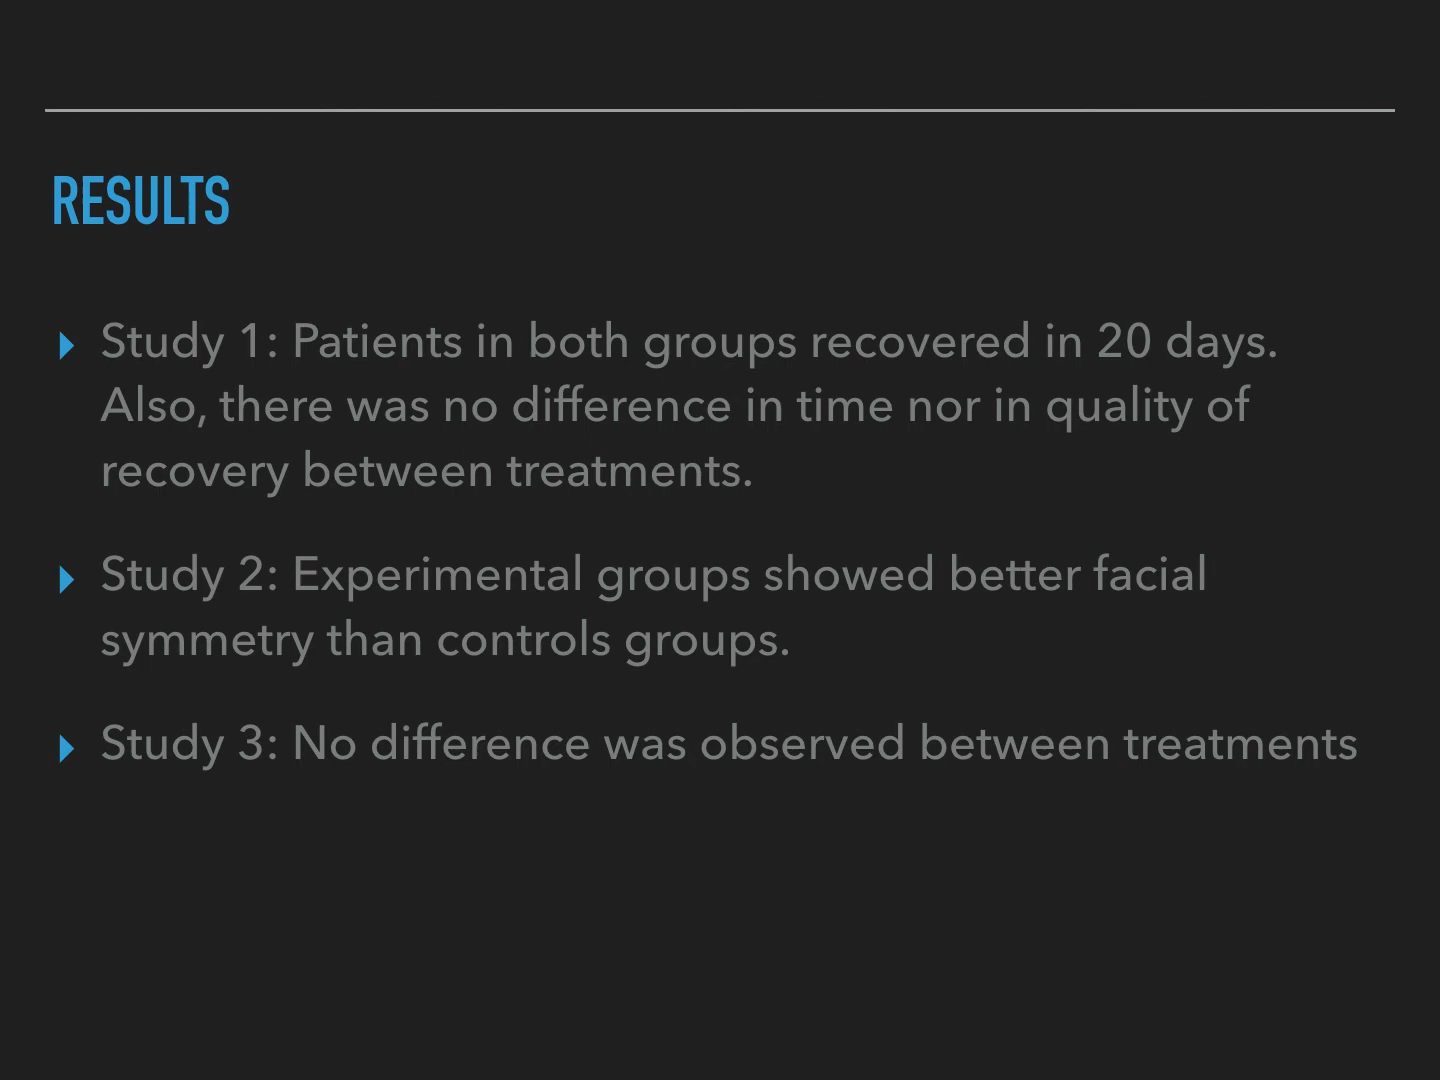 RESULTS
Study 1: Patients in both groups recovered in 20 days.
Also, there was no difference in time nor in quality of
recovery between treatments.
Study 2: Experimental groups showed better facial
symmetry than controls groups.
Study 3: No difference was observed between treatments